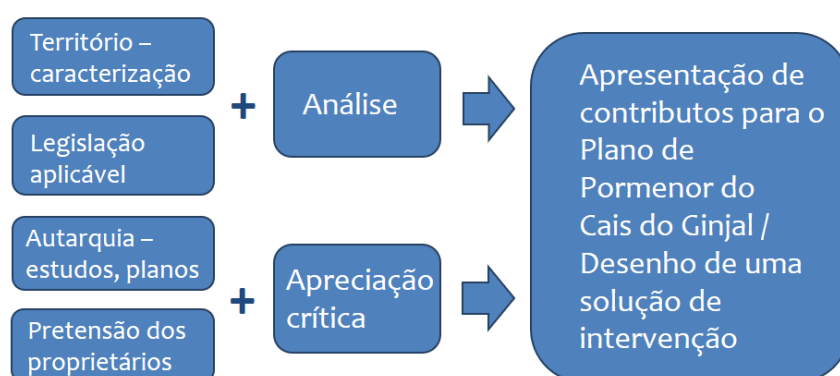 Território –
caracterização
Legislação
aplicável
Autarquia –
estudos, planos
Pretensão dos
proprietários
+
Análise
+
Apreciação
crítica
Apresentação de
contributos para o
Plano de
Pormenor do
Cais do Ginjal /
Desenho de uma
solução de
intervenção